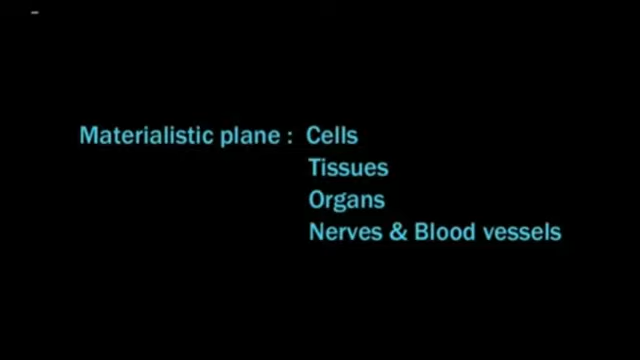 Materialistic plane : Cells
Tissues
Organs
Nerves & Blood vessels